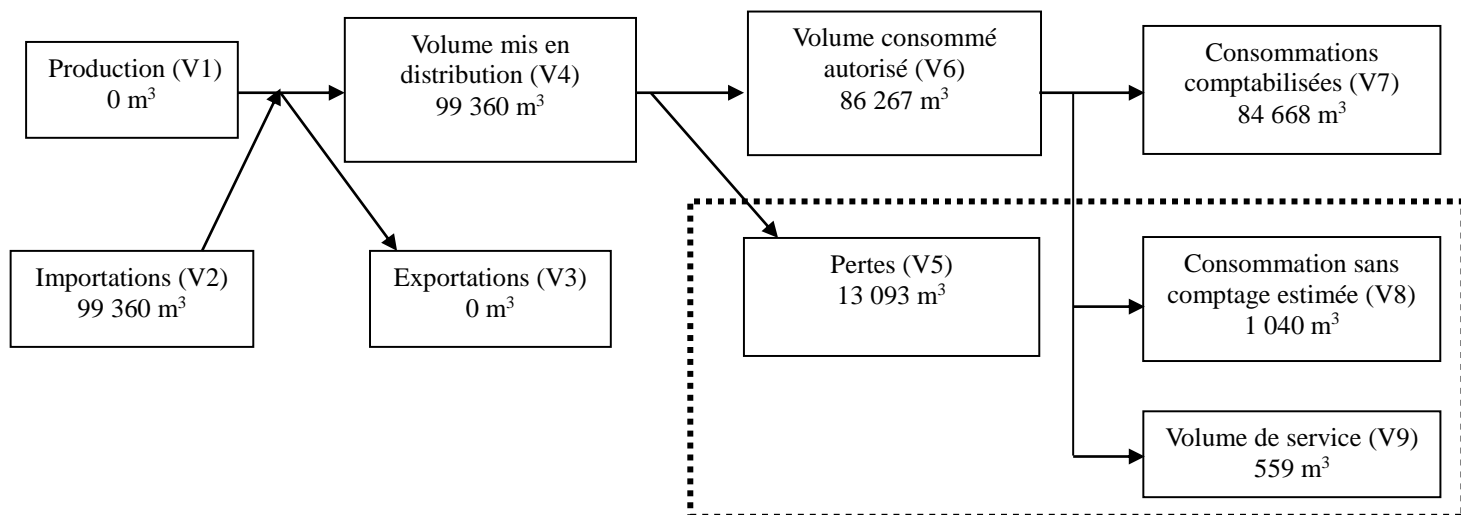 Production (V1)
0 m³
Volume mis en
distribution (V4)
99 360 m³
Volume consommé
autorisé (V6)
86 267 m³
Consommations
comptabilisées (V7)
84 668 m³
Importations (V2)
99 360 m³
Exportations (V3)
0 m³
Pertes (V5)
13 093 m³
Consommation sans
comptage estimée (V8)
1 040 m³
Volume de service (V9)
559 m³